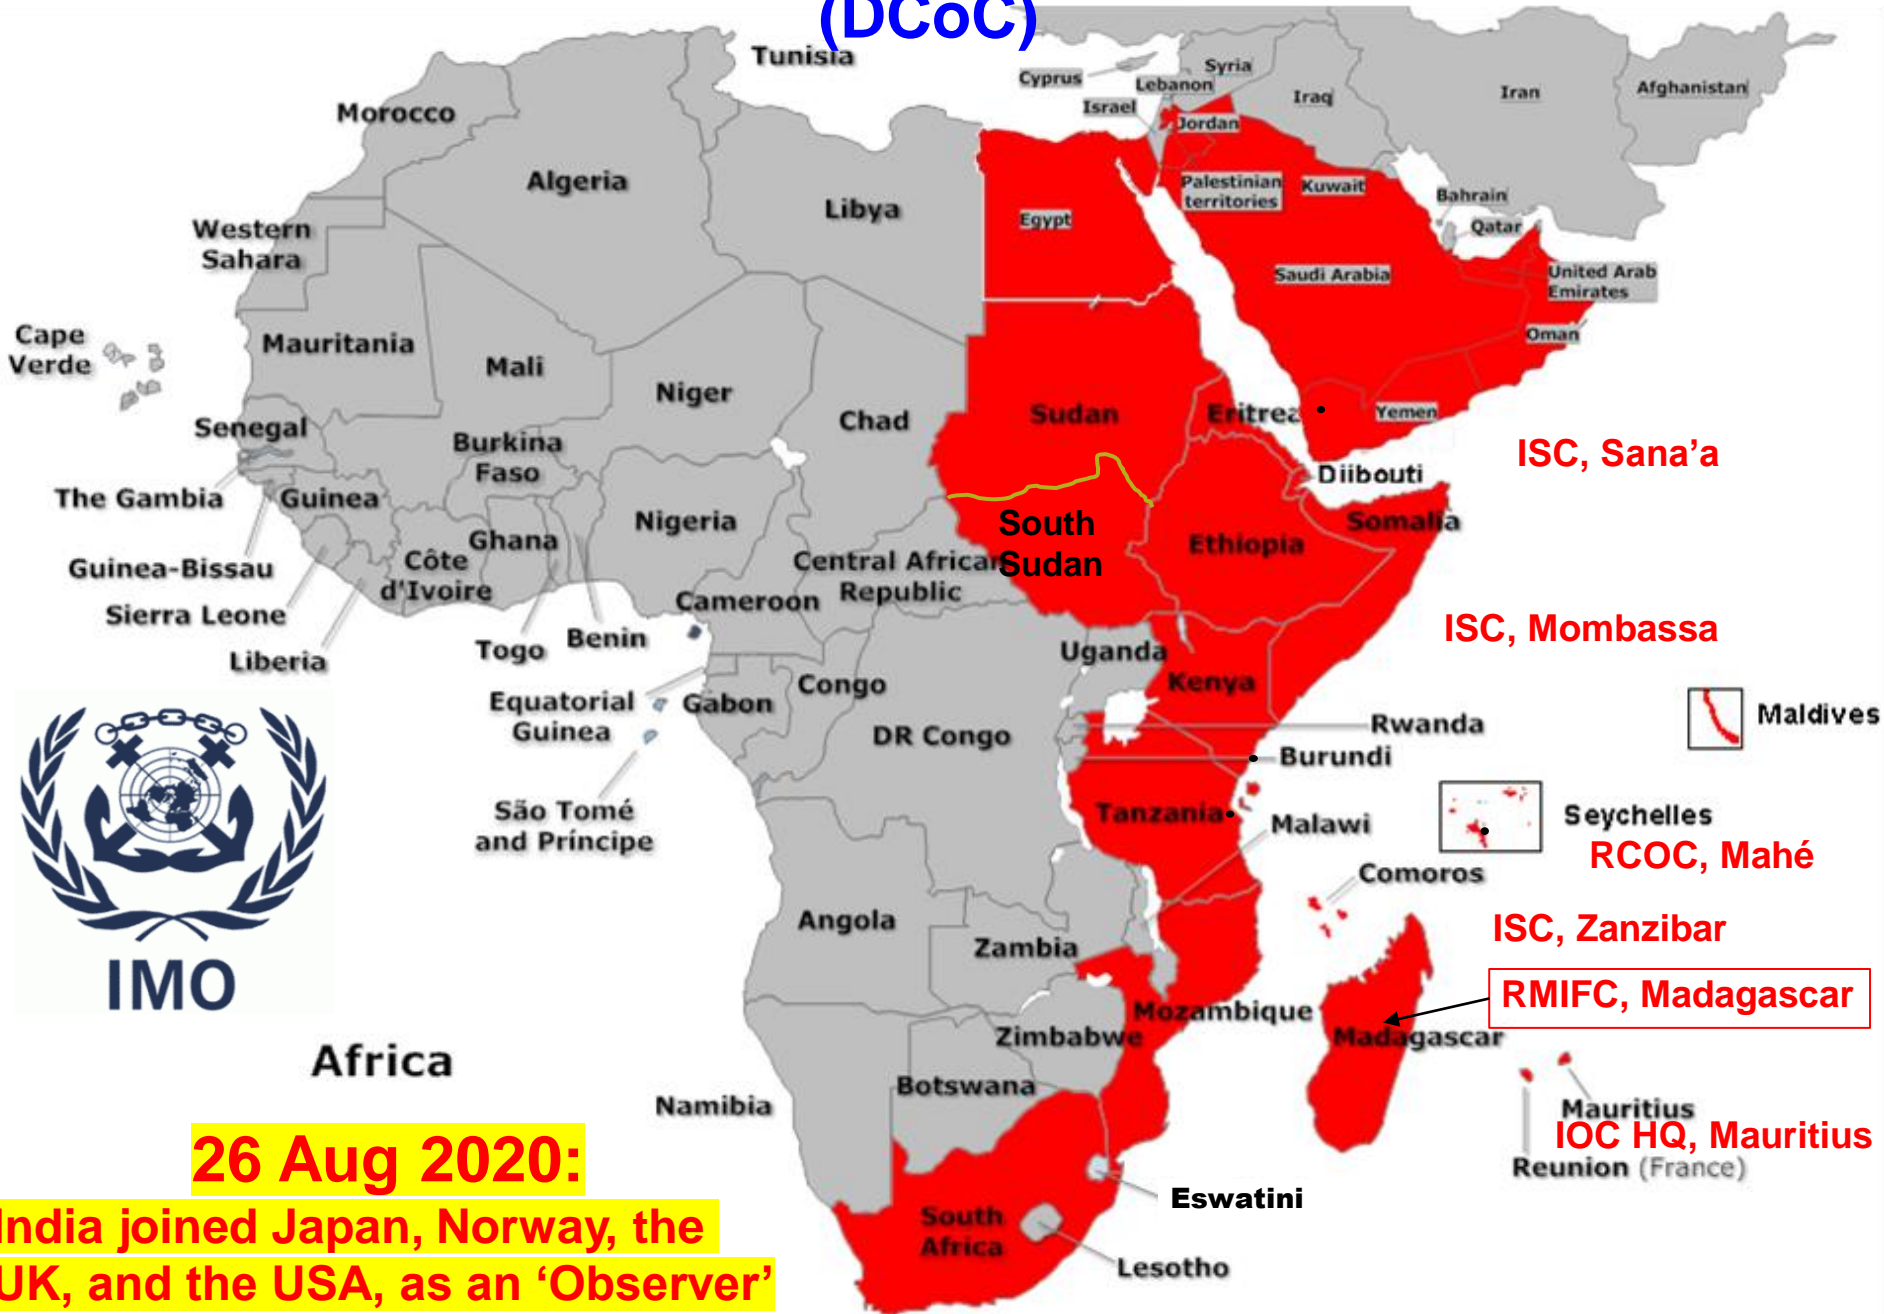 (DCoC)
Tunisia
Cyprus
Syria
Lebanon
Israel
Iraq
Iran
Afghanistan
Morocco
Jordan
Algeria
Libya
Egypt
Palestinian
territories
Kuwait
Bahrain
Qatar
Western
Sahara
Saudi Arabia
United Arab
Emirates
Oman
Cape
Verde
Mauritania
Mali
Niger
Chad
Sudan
Eritrea
Yemen
Senegal
Burkina
Faso
ISC, Sana’a
Diibouti
The Gambia
Guinea
Nigeria
South
Sudan
Somalia
Ethiopia
Ghana
Côte
d'Ivoire
Guinea-Bissau
Central African
Republic
Sierra Leone
Cameroon
ISC, Mombassa
Liberia
Togo
Benin
Uganda
Kenya
Congo
Equatorial
Guinea
Gabon
DR Congo
Rwanda
Maldives
Burundi
São Tomé
and Príncipe
Tanzania
Malawi
Seychelles
RCOC, Mahé
Comoros
Angola
Zambia
ISC, Zanzibar
RMIFC, Madagascar
IMO
Mozambique
Zimbabwe
Madagascar
Africa
Botswana
Namibia
Mauritius
IOC HQ, Mauritius
Reunion (France)
26 Aug 2020:
Eswatini
India joined Japan, Norway, the
UK, and the USA, as an ‘Observer’
South
Africa
Lesotho